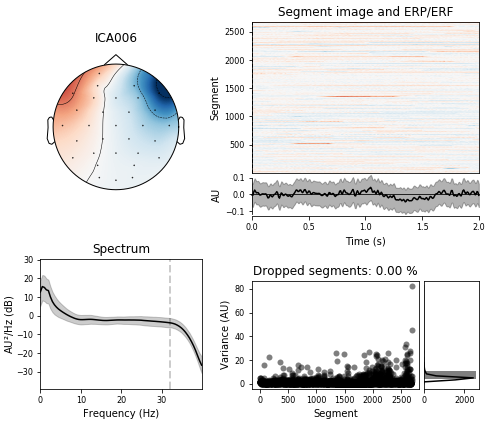 ICA006
Segment image and ERP/ERF
Segment
2500
2000
1500
1000
500
AU
0.1
0.0
−0.1
0.0 0.5 1.0 1.5 2.0
Time (s)
Spectrum
AU²/Hz (dB)
30
20
10
0
−10
−20
−30
0 10 20 30
Frequency (Hz)
Dropped segments: 0.00 %
Variance (AU)
80
60
40
20
0
0 500 1000 1500 2000 2500
Segment
0 2000